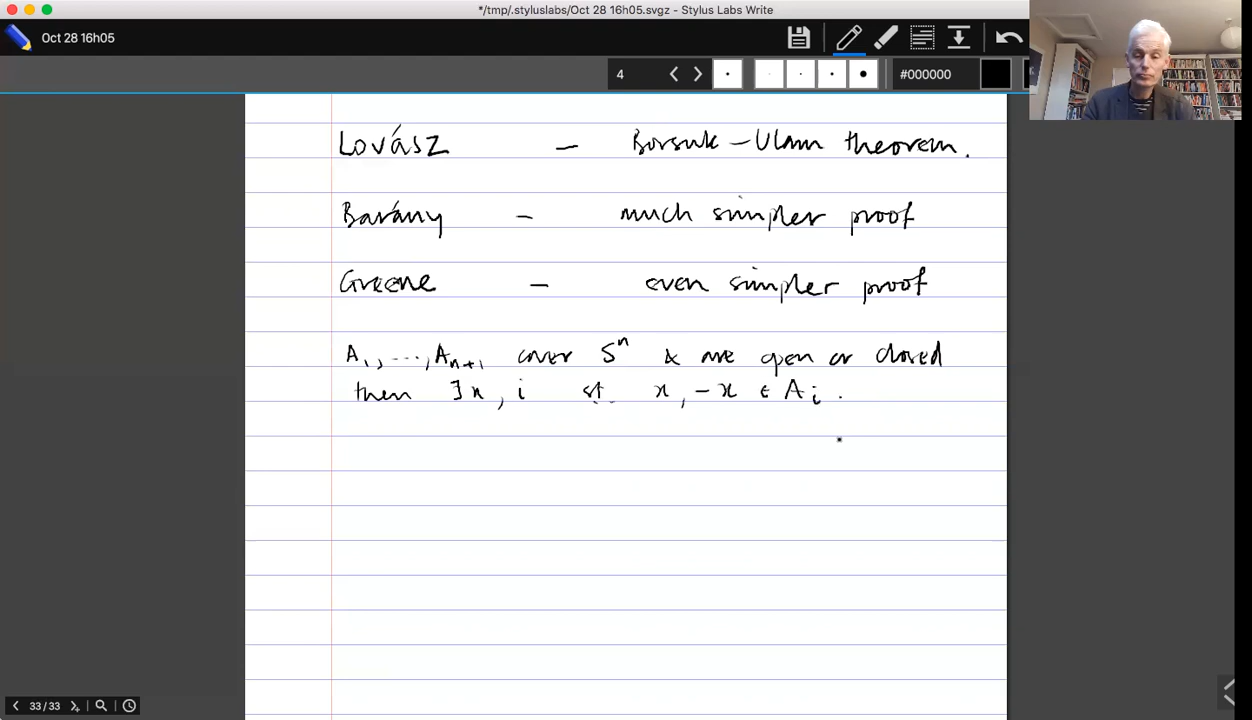 */tmp/.styluslabs/Oct 28 16h05.svgz - Stylus Labs Write
Oct 28 16h05
4
#000000
Lovász – Borsuk–Ulam theorem.
Barány – much simpler proof
Greene – even simpler proof
A₁, ..., Aₙ₊₁ cover Sⁿ & are open or closed
then ∃x, i st. x, -x ∈ Aᵢ.
33/33